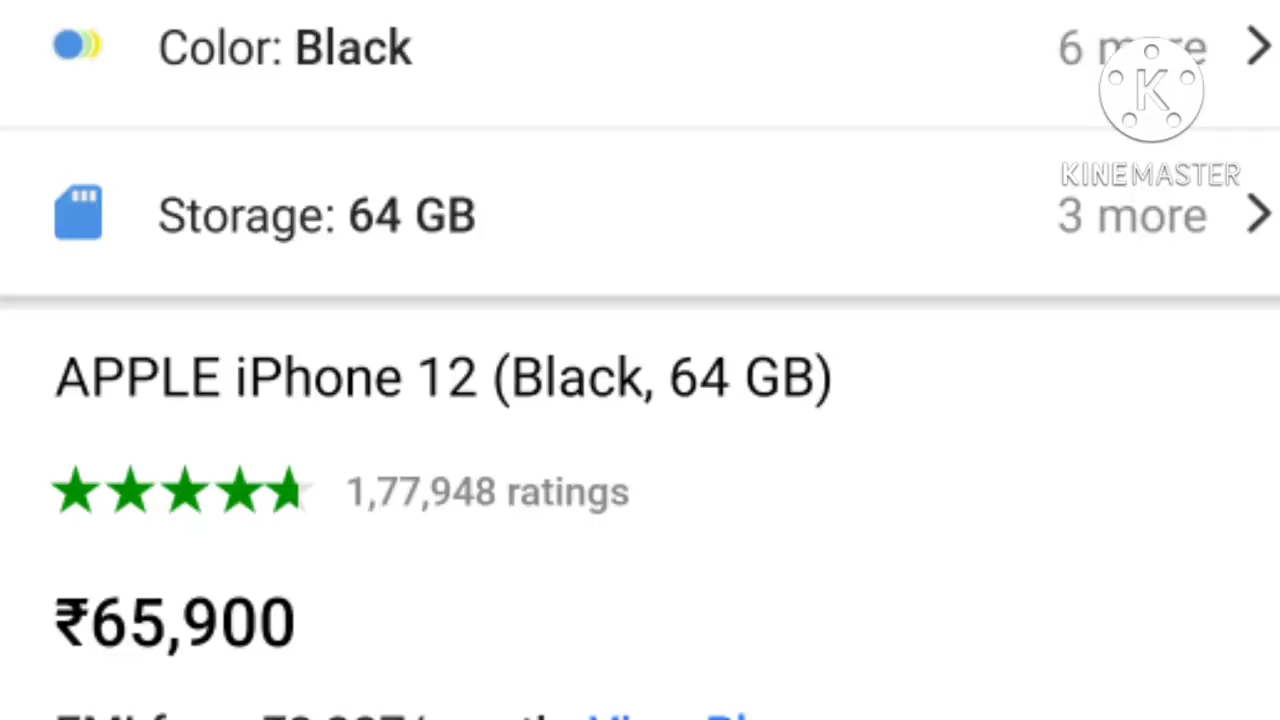 Color: Black 6 more
K
KINEMASTER
Storage: 64 GB 3 more
APPLE iPhone 12 (Black, 64 GB)
1,77,948 ratings
₹65,900